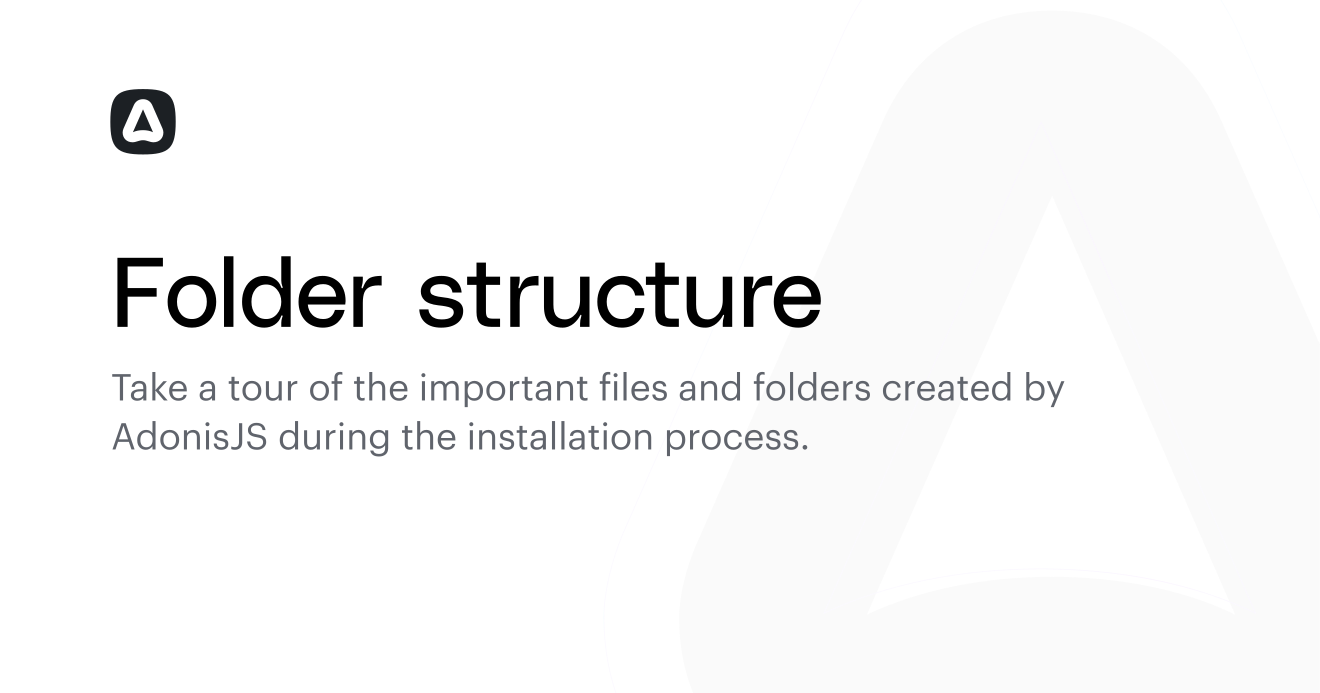 Folder structure
Take a tour of the important files and folders created by
AdonisJS during the installation process.